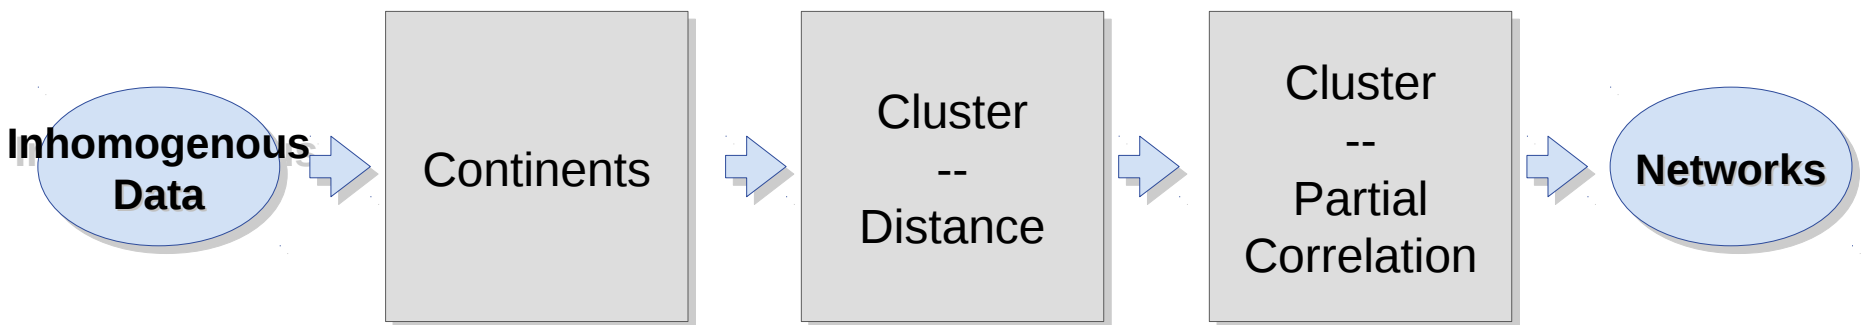 Inhomogenous
Data
Continents
Cluster
--
Distance
Cluster
--
Partial
Correlation
Networks